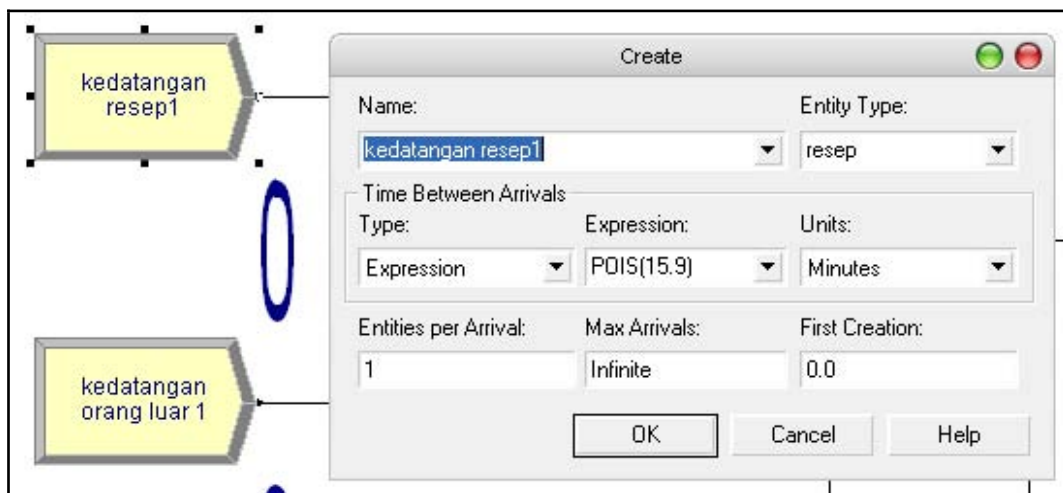 kedatangan
resep1
0
kedatangan
orang luar 1
Create
Name:
Entity Type:
kedatangan resep1
resep
Time Between Arrivals
Type:
Expression:
Units:
Expression
POIS(15.9)
Minutes
Entities per Arrival:
Max Arrivals:
First Creation:
1
Infinite
0.0
OK
Cancel
Help